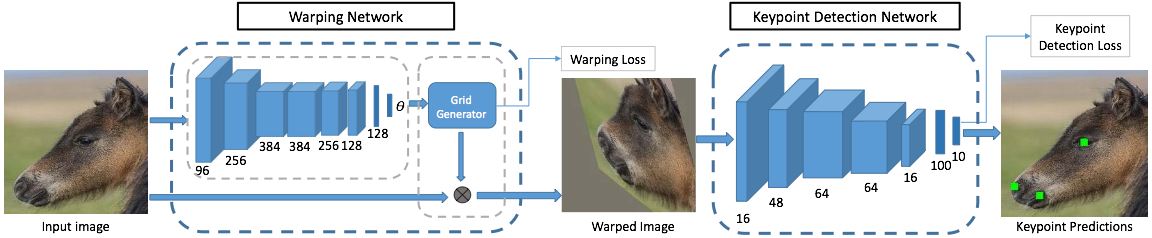 Warping Network
Keypoint Detection Network
Keypoint
Detection Loss
Warping Loss
Grid
Generator
θ
128
96
256
384
384
256
128
16
48
64
64
16
100
10
Input image
Warped Image
Keypoint Predictions